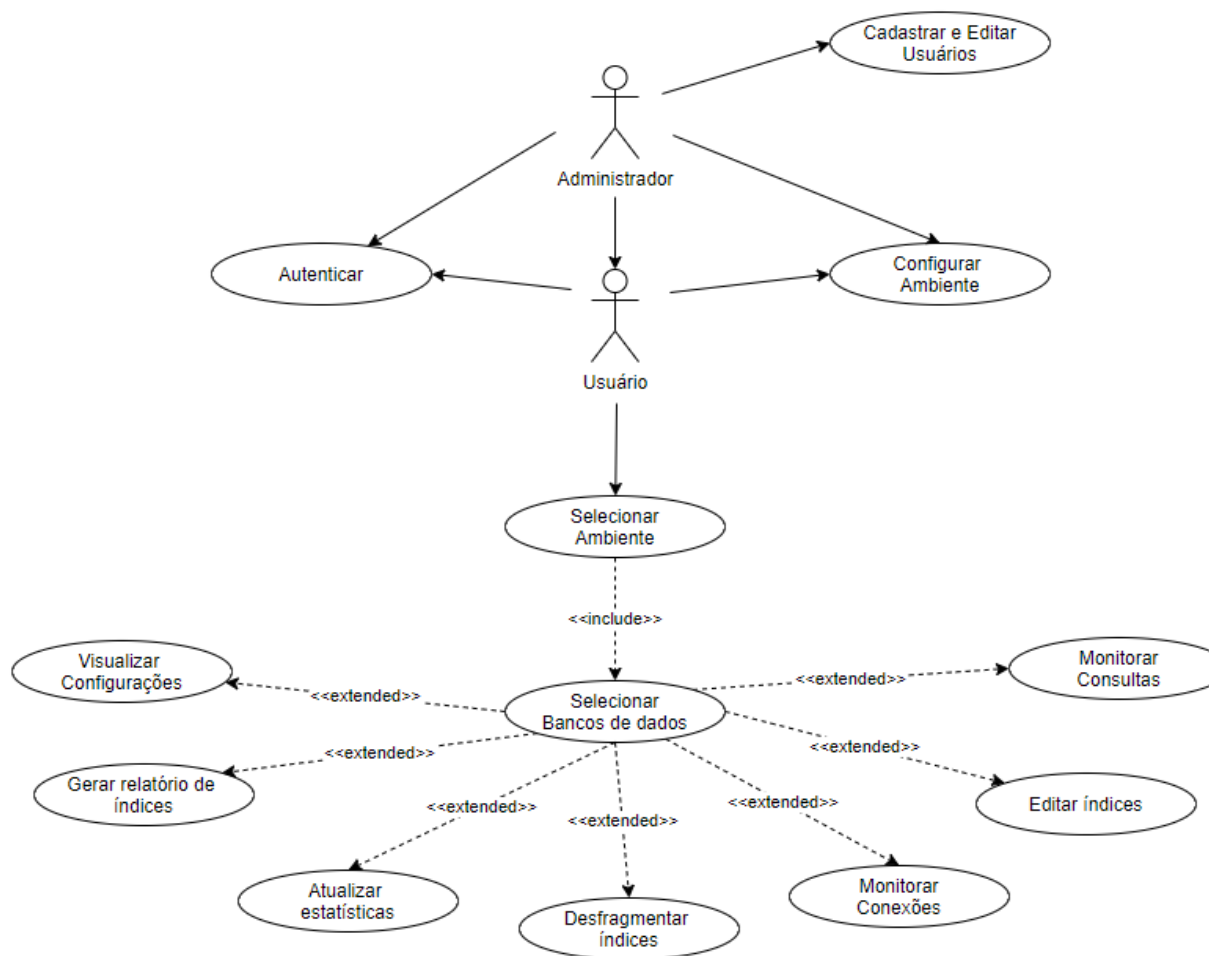 Cadastrar e Editar
Usuários
Administrador
Autenticar
Configurar
Ambiente
Usuário
Selecionar
Ambiente
<<include>>
Visualizar
Configurações
<<extended>>
Selecionar
Bancos de dados
<<extended>>
Monitorar
Consultas
<<extended>>
<<extended>>
Gerar relatório de
índices
Editar índices
<<extended>>
<<extended>>
<<extended>>
Atualizar
estatísticas
Desfragmentar
índices
Monitorar
Conexões